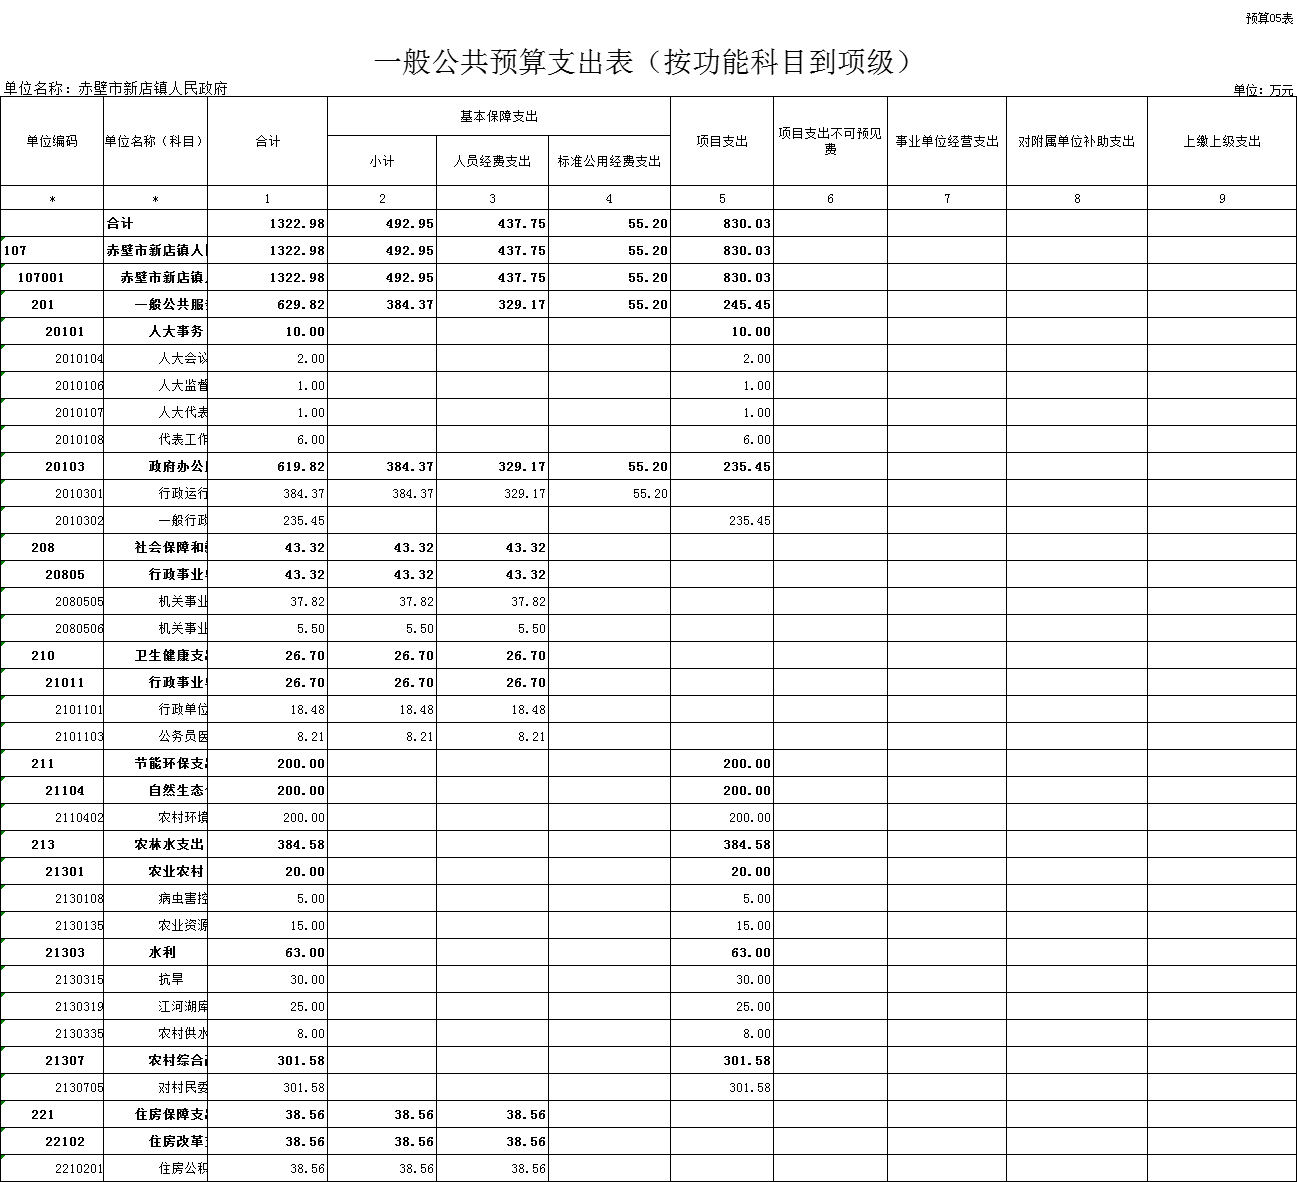 预算05表
一般公共预算支出表（按功能科目到项级）
单位名称：赤壁市新店镇人民政府 单位：万元
单位编码 单位名称（科目） 合计 基本保障支出 项目支出 项目支出不可预见费 事业单位经营支出 对附属单位补助支出 上缴上级支出
小计 人员经费支出 标准公用经费支出
* * 1 2 3 4 5 6 7 8 9
合计 1322.98 492.95 437.75 55.20 830.03
107 赤壁市新店镇人 1322.98 492.95 437.75 55.20 830.03
107001 赤壁市新店镇 1322.98 492.95 437.75 55.20 830.03
201 一般公共服 629.82 384.37 329.17 55.20 245.45
20101 人大事务 10.00 10.00
2010104 人大会议 2.00 2.00
2010106 人大监督 1.00 1.00
2010107 人大代表 1.00 1.00
2010108 代表工作 6.00 6.00
20103 政府办公 619.82 384.37 329.17 55.20 235.45
2010301 行政运行 384.37 384.37 329.17 55.20
2010302 一般行政 235.45 235.45
208 社会保障和 43.32 43.32 43.32
20805 行政事业 43.32 43.32 43.32
2080505 机关事业 37.82 37.82 37.82
2080506 机关事业 5.50 5.50 5.50
210 卫生健康支 26.70 26.70 26.70
21011 行政事业 26.70 26.70 26.70
2101101 行政单位 18.48 18.48 18.48
2101103 公务员医 8.21 8.21 8.21
211 节能环保支 200.00 200.00
21104 自然生态 200.00 200.00
2110402 农村环境 200.00 200.00
213 农林水支出 384.58 384.58
21301 农业农村 20.00 20.00
2130108 病虫害控 5.00 5.00
2130135 农业资源 15.00 15.00
21303 水利 63.00 63.00
2130315 抗旱 30.00 30.00
2130319 江河湖库 25.00 25.00
2130335 农村供水 8.00 8.00
21307 农村综合 301.58 301.58
2130705 对村民委 301.58 301.58
221 住房保障支 38.56 38.56 38.56
22102 住房改革 38.56 38.56 38.56
2210201 住房公积 38.56 38.56 38.56